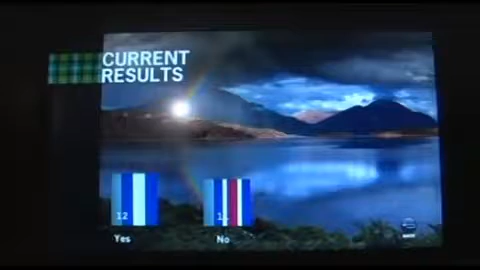 CURRENT
RESULTS
12
Yes
No